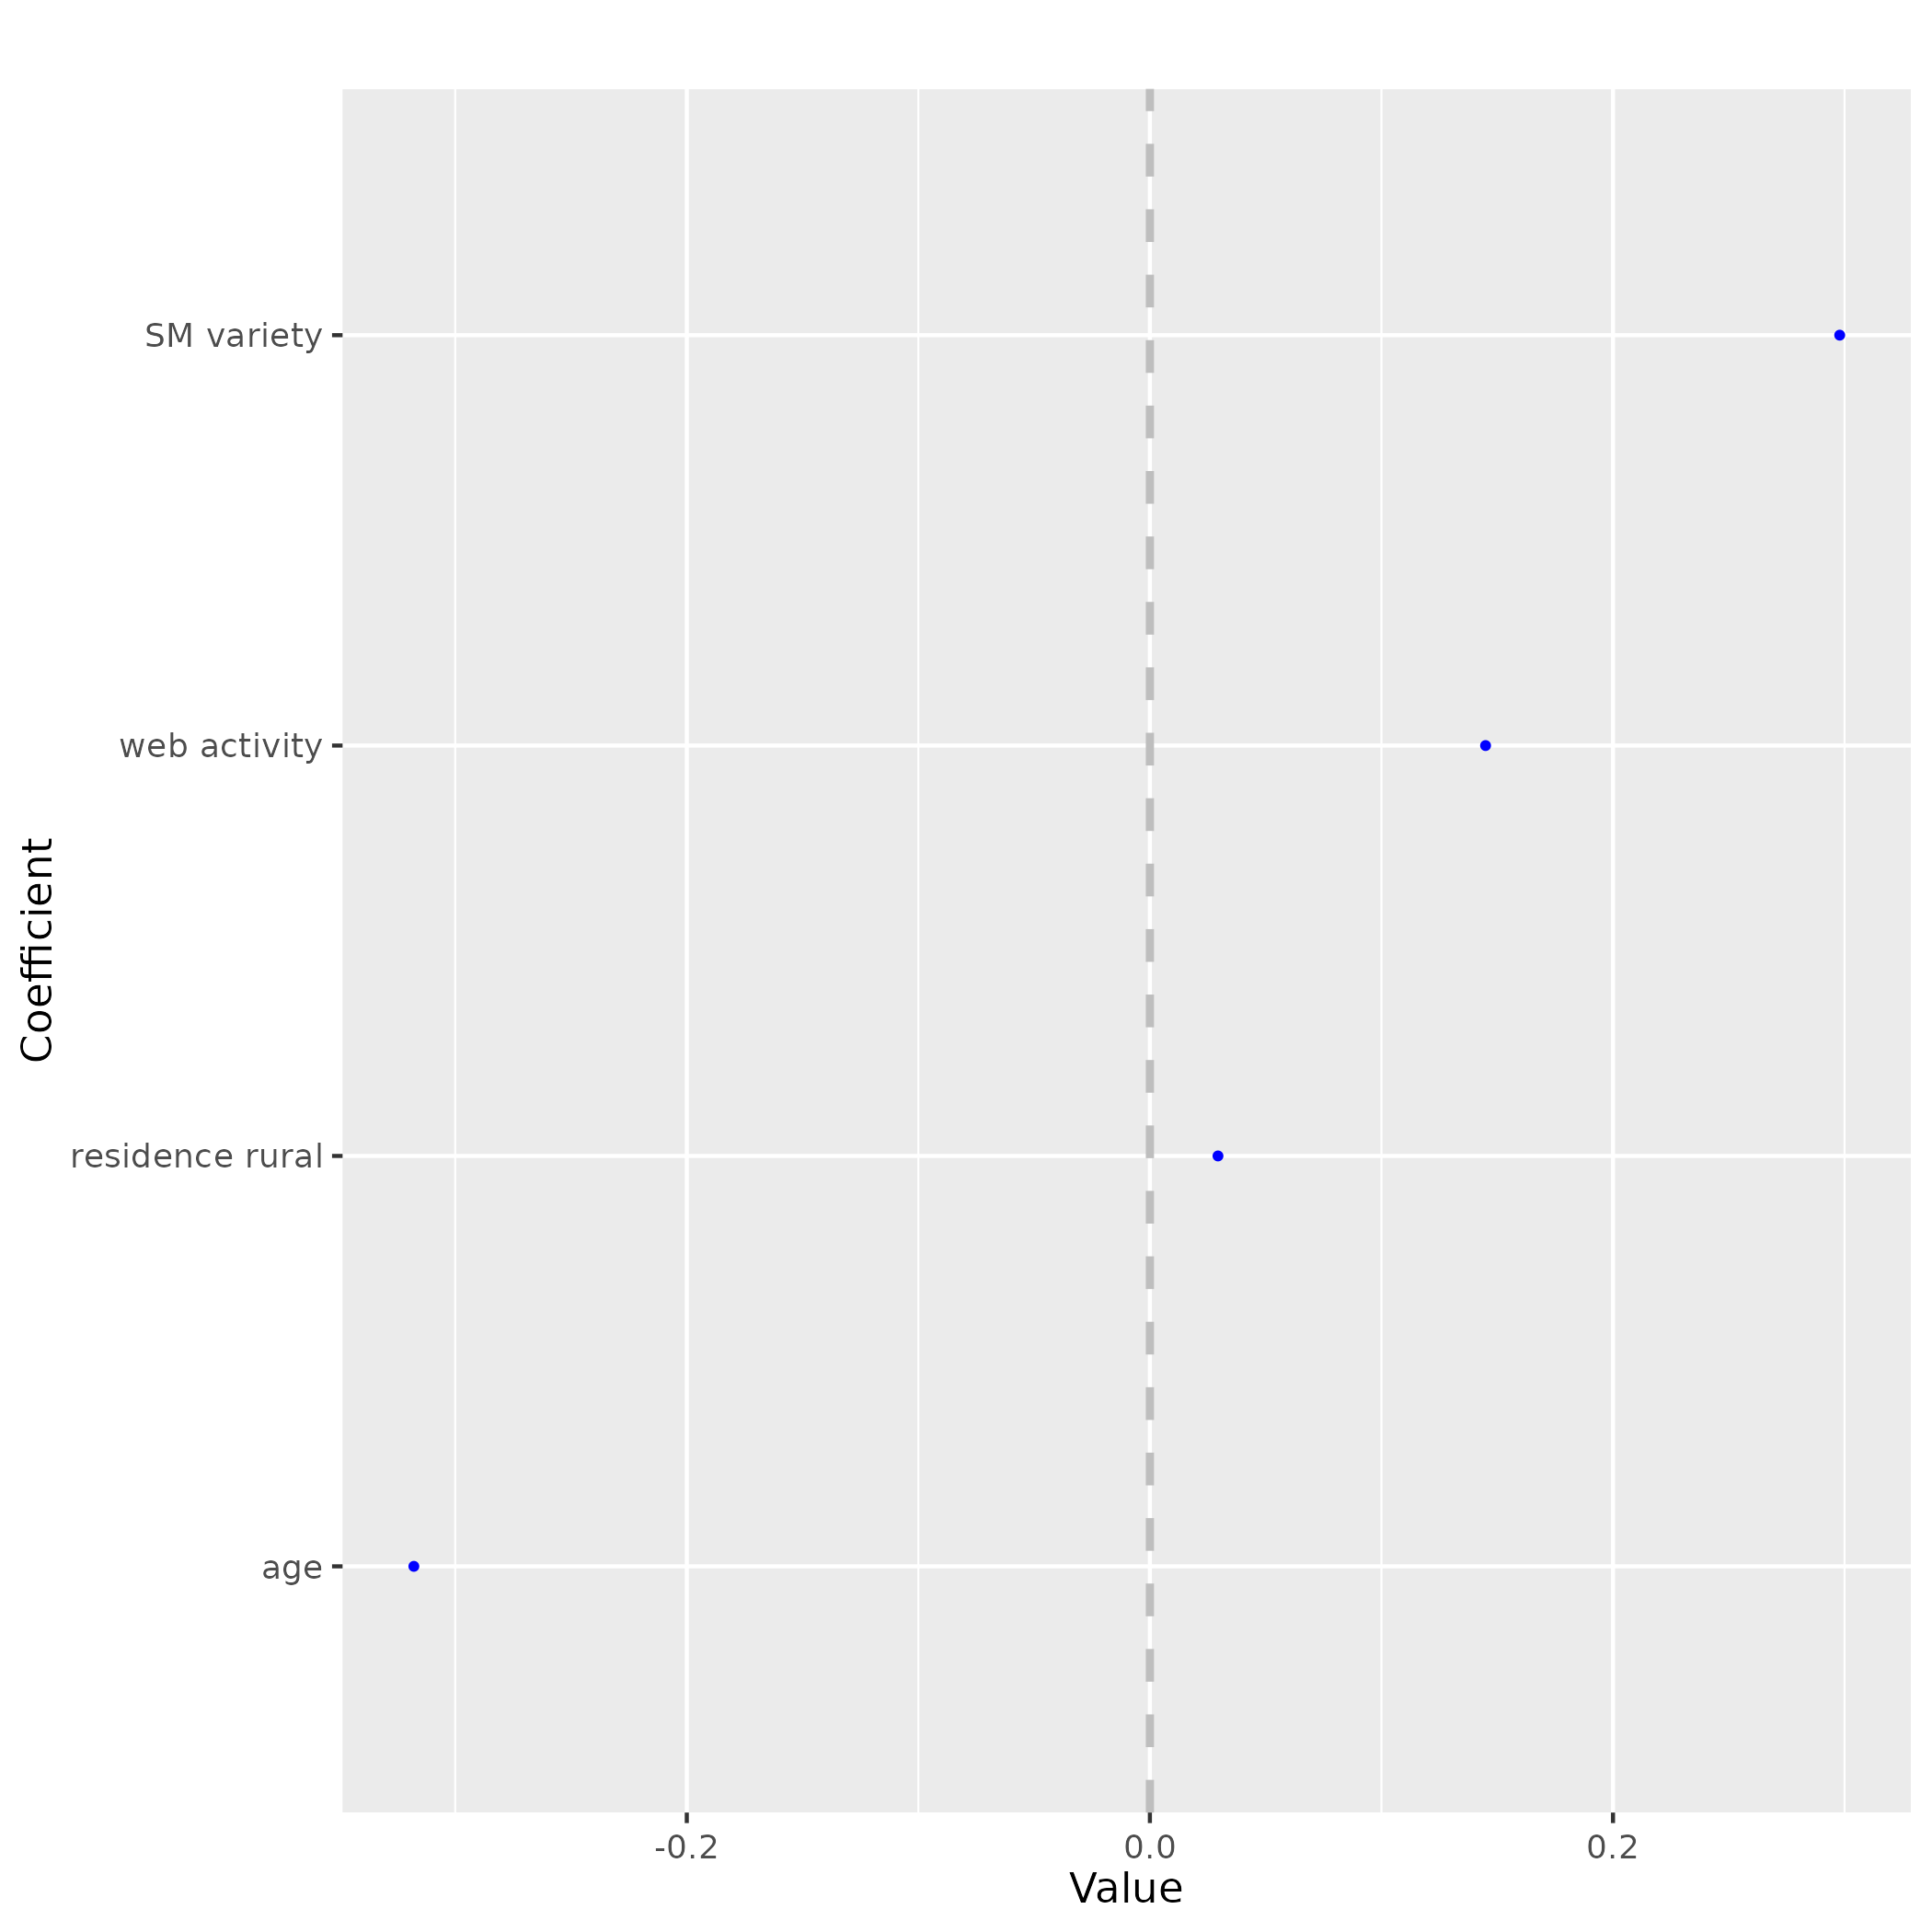 SM variety
web activity
Coefficient
residence rural
age
-0.2
0.0
0.2
Value